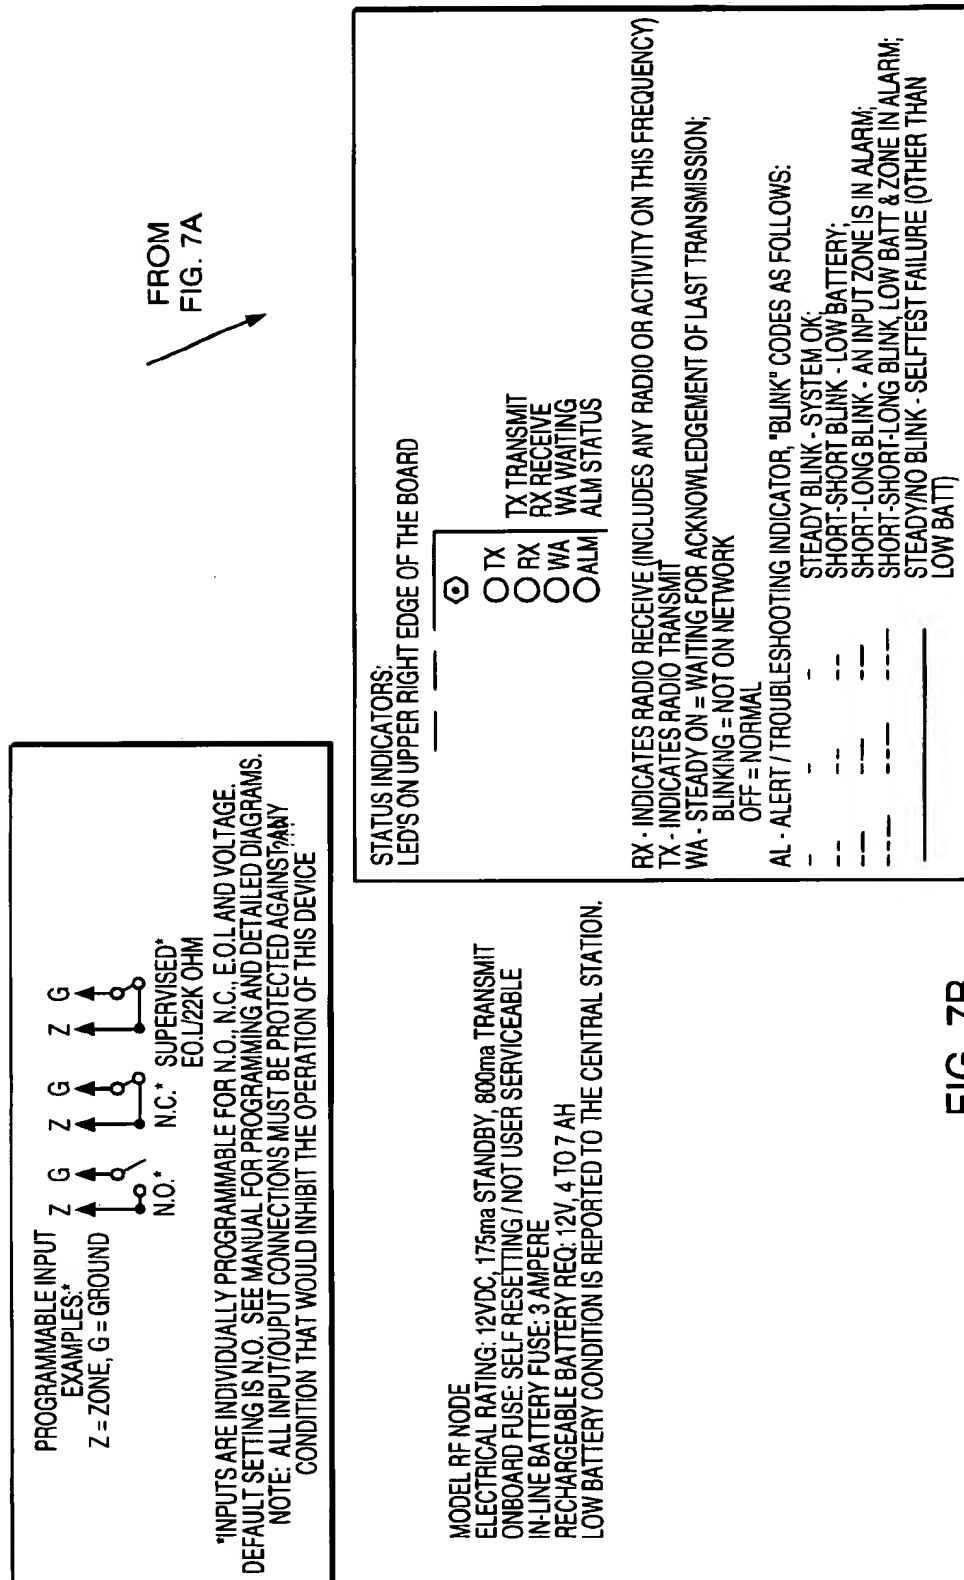 PROGRAMMABLE INPUT
EXAMPLES:*
Z = ZONE, G = GROUND
Z G
N.O.*
Z G
N.C.*
Z G
SUPERVISED*
EO.L/22K OHM
*INPUTS ARE INDIVIDUALLY PROGRAMMABLE FOR N.O., N.C., E.O.L AND VOLTAGE.
DEFAULT SETTING IS N.O. SEE MANUAL FOR PROGRAMMING AND DETAILED DIAGRAMS.
NOTE: ALL INPUT/OUPUT CONNECTIONS MUST BE PROTECTED AGAINST ANY
CONDITION THAT WOULD INHIBIT THE OPERATION OF THIS DEVICE
FROM
FIG. 7A
MODEL RF NODE
ELECTRICAL RATING: 12VDC, 175ma STANDBY, 800ma TRANSMIT
ONBOARD FUSE: SELF RESETTING / NOT USER SERVICEABLE
IN-LINE BATTERY FUSE: 3 AMPERE
RECHARGEABLE BATTERY REQ: 12V, 4 TO 7 AH
LOW BATTERY CONDITION IS REPORTED TO THE CENTRAL STATION.
STATUS INDICATORS:
LED'S ON UPPER RIGHT EDGE OF THE BOARD
TX TX TRANSMIT
RX RX RECEIVE
WA WA WAITING
ALM ALM STATUS
RX - INDICATES RADIO RECEIVE (INCLUDES ANY RADIO OR ACTIVITY ON THIS FREQUENCY)
TX - INDICATES RADIO TRANSMIT
WA - STEADY ON = WAITING FOR ACKNOWLEDGEMENT OF LAST TRANSMISSION;
BLINKING = NOT ON NETWORK
OFF = NORMAL
AL - ALERT / TROUBLESHOOTING INDICATOR, "BLINK" CODES AS FOLLOWS:
STEADY BLINK - SYSTEM OK;
SHORT-SHORT BLINK - LOW BATTERY;
SHORT-LONG BLINK - AN INPUT ZONE IS IN ALARM;
SHORT-SHORT-LONG BLINK, LOW BATT & ZONE IN ALARM;
STEADY/NO BLINK - SELFTEST FAILURE (OTHER THAN
LOW BATT)
FIG. 7B